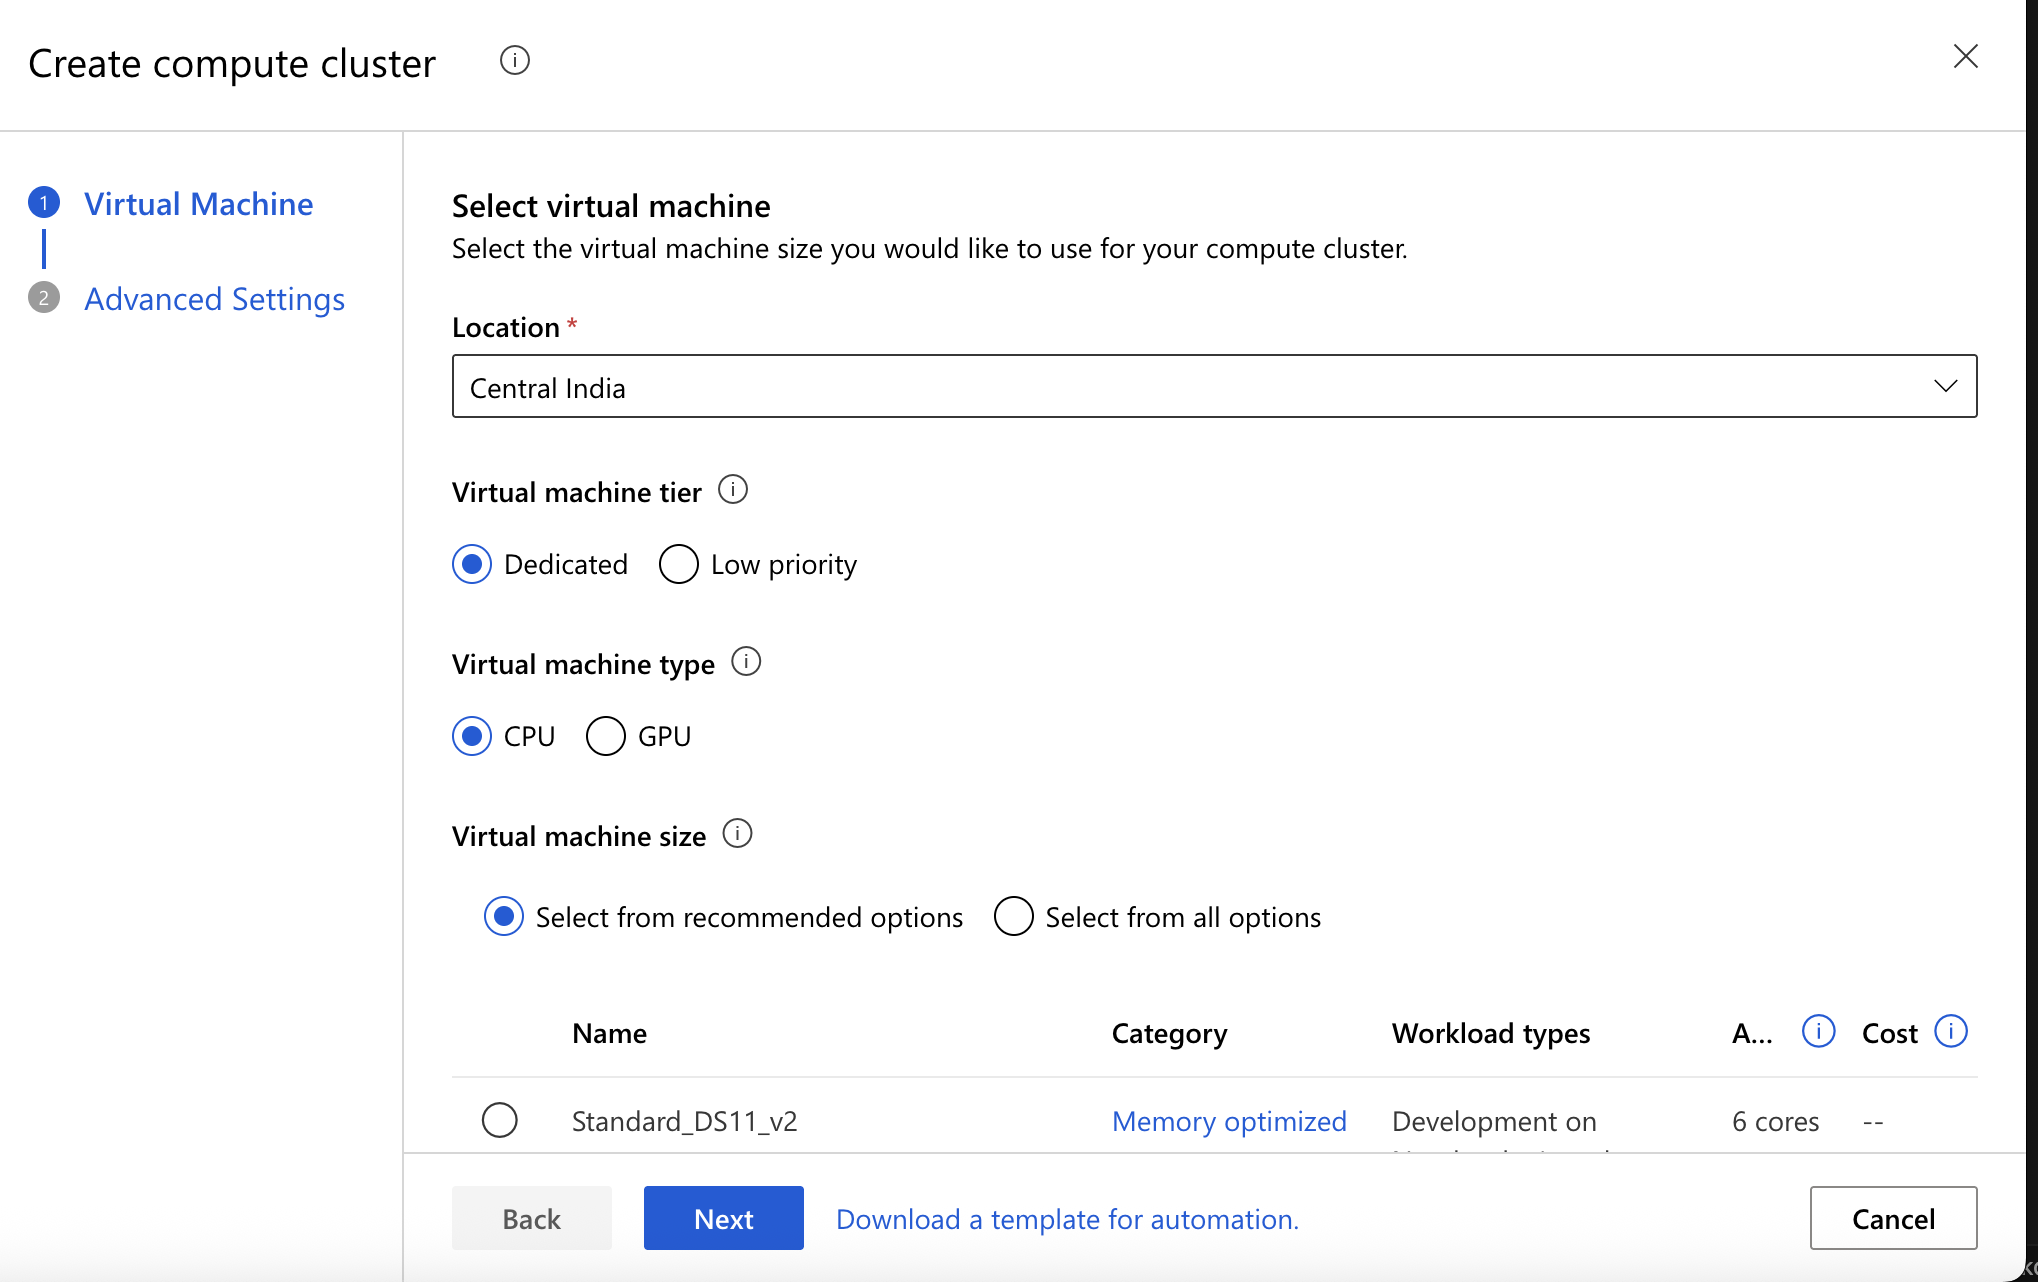 Create compute cluster
1 Virtual Machine
2 Advanced Settings
Select virtual machine
Select the virtual machine size you would like to use for your compute cluster.
Location *
Central India
Virtual machine tier
Dedicated Low priority
Virtual machine type
CPU GPU
Virtual machine size
Select from recommended options Select from all options
Name Category Workload types A... Cost
Standard_DS11_v2 Memory optimized Development on 6 cores --
Back Next Download a template for automation. Cancel